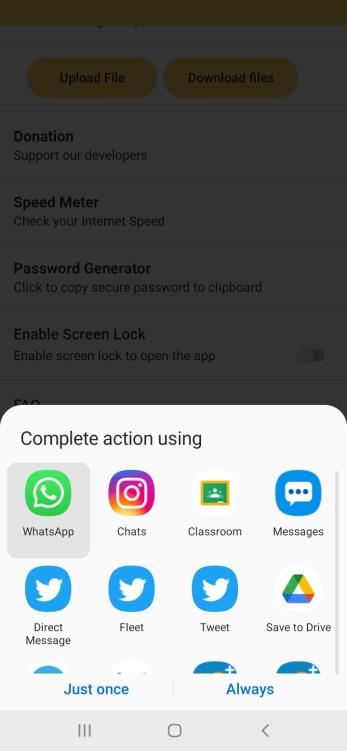 Upload File
Download files
Donation
Support our developers
Speed Meter
Check your Internet Speed
Password Generator
Click to copy secure password to clipboard
Enable Screen Lock
Enable screen lock to open the app
FAQ
Complete action using
WhatsApp
Chats
Classroom
Messages
Direct
Message
Fleet
Tweet
Save to Drive
Just once
Always